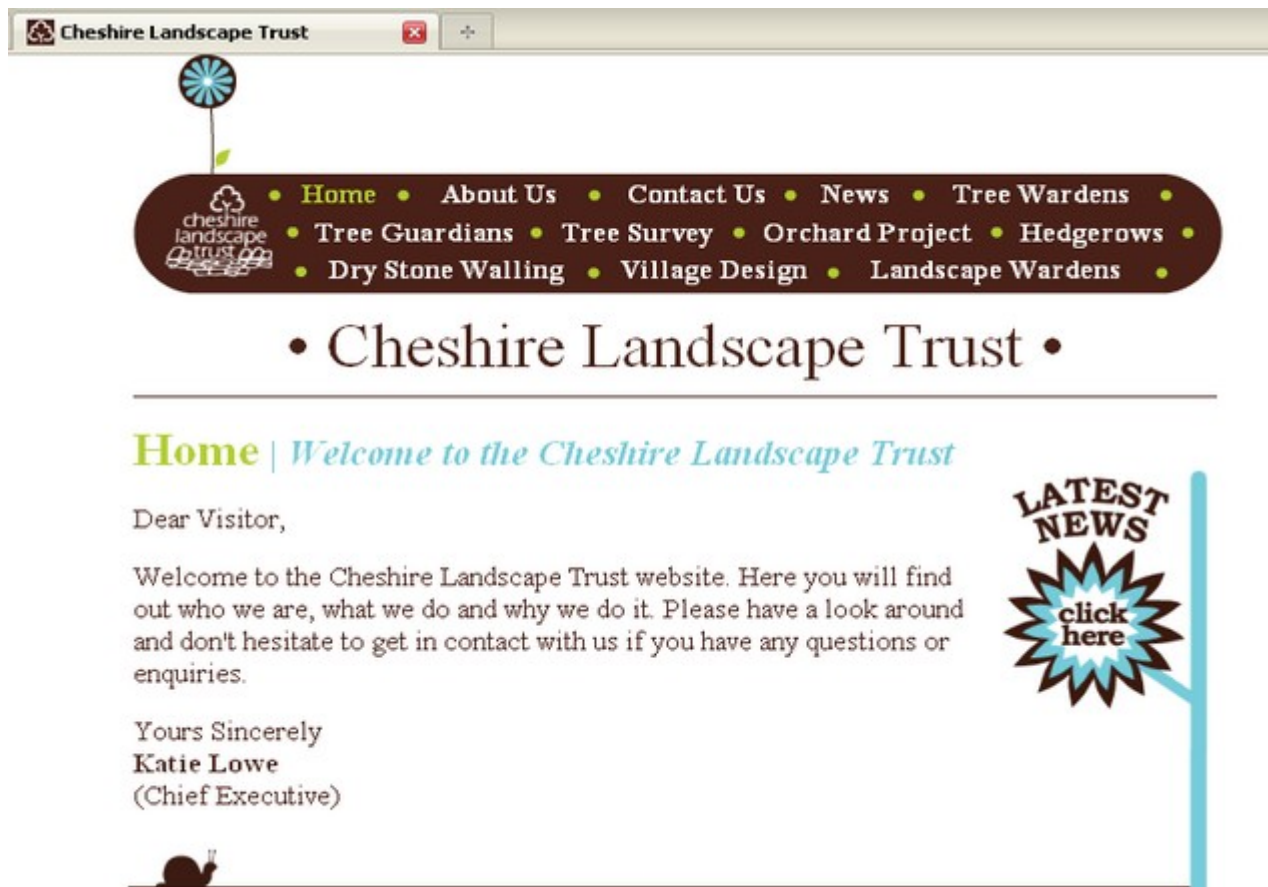 Cheshire Landscape Trust
cheshire
landscape
trust
• Home • About Us • Contact Us • News • Tree Wardens •
• Tree Guardians • Tree Survey • Orchard Project • Hedgerows •
• Dry Stone Walling • Village Design • Landscape Wardens •
• Cheshire Landscape Trust •
Home | Welcome to the Cheshire Landscape Trust
Dear Visitor,
Welcome to the Cheshire Landscape Trust website. Here you will find
out who we are, what we do and why we do it. Please have a look around
and don't hesitate to get in contact with us if you have any questions or
enquiries.
Yours Sincerely
Katie Lowe
(Chief Executive)
LATEST
NEWS
click
here